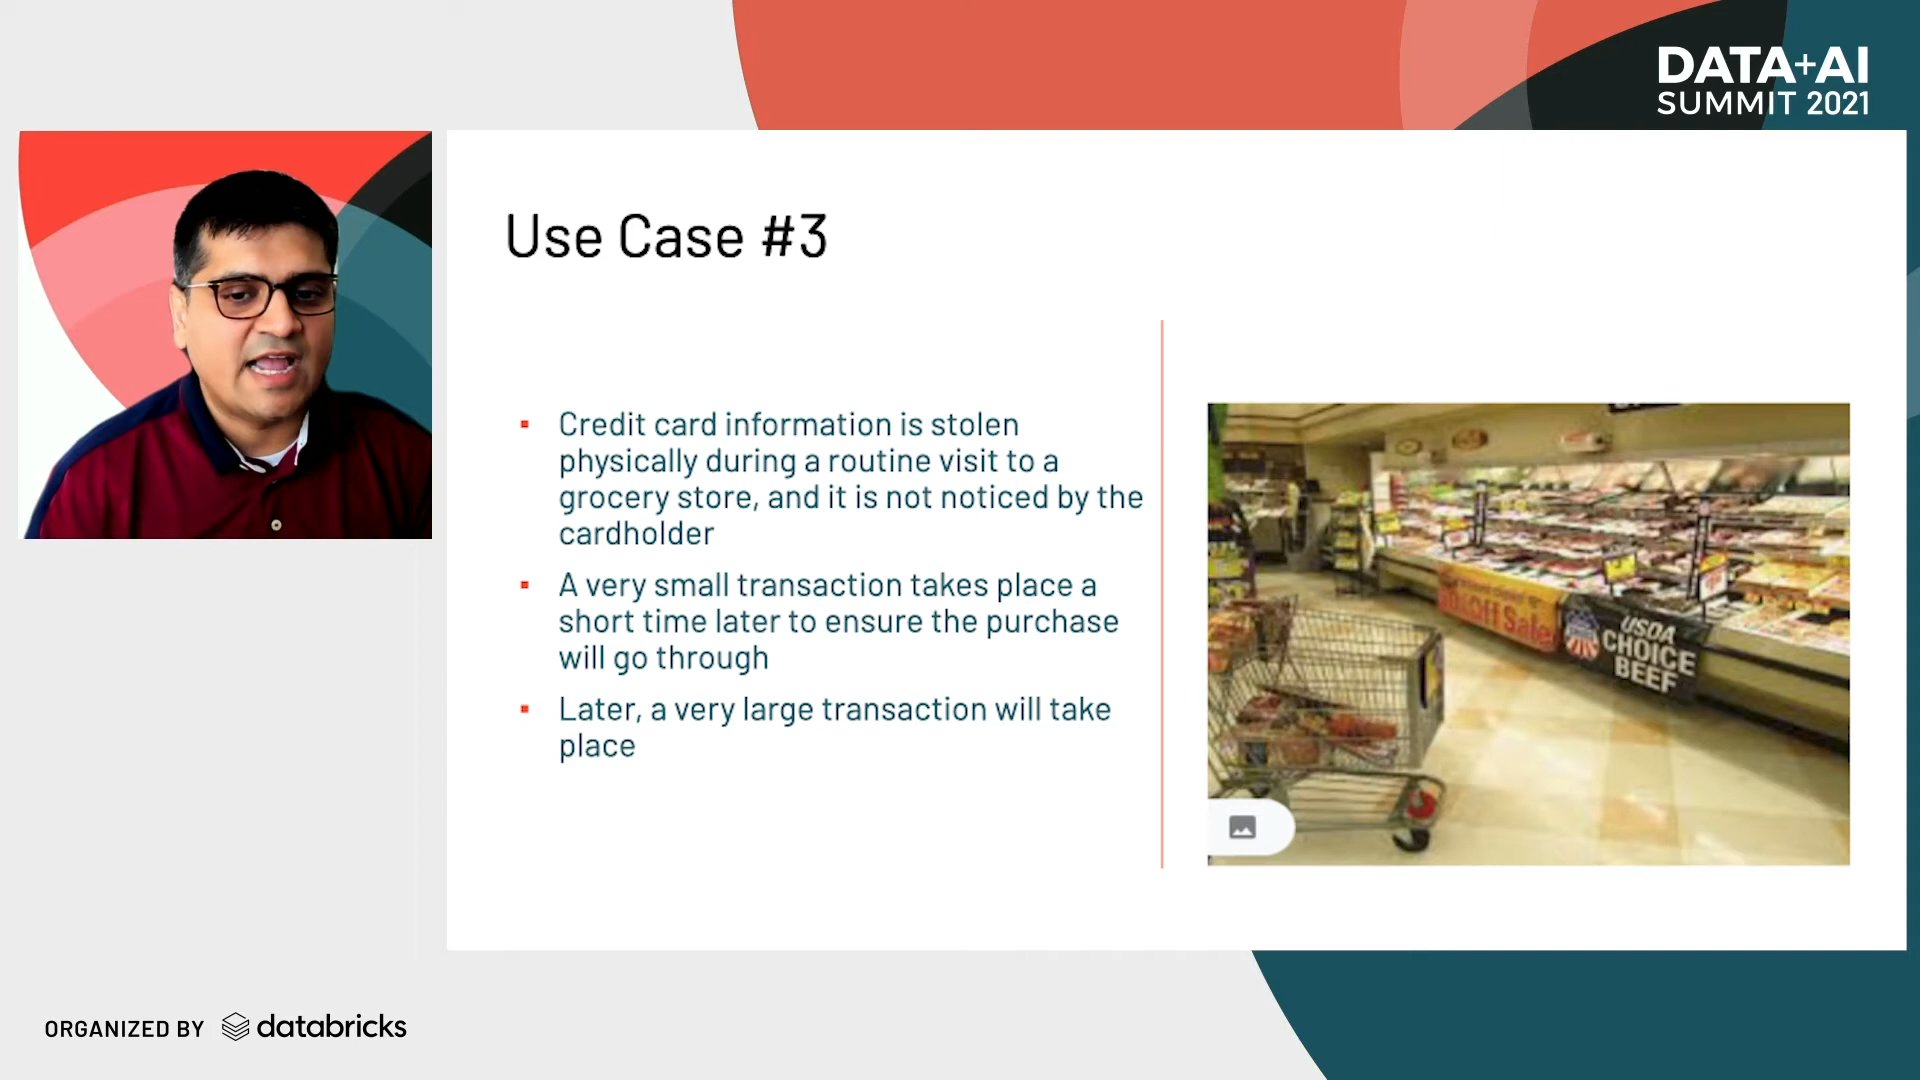 DATA+AI
SUMMIT 2021
Use Case #3
▪ Credit card information is stolen
physically during a routine visit to a
grocery store, and it is not noticed by the
cardholder
▪ A very small transaction takes place a
short time later to ensure the purchase
will go through
▪ Later, a very large transaction will take
place
Off Sale
USDA
CHOICE
BEEF
ORGANIZED BY databricks